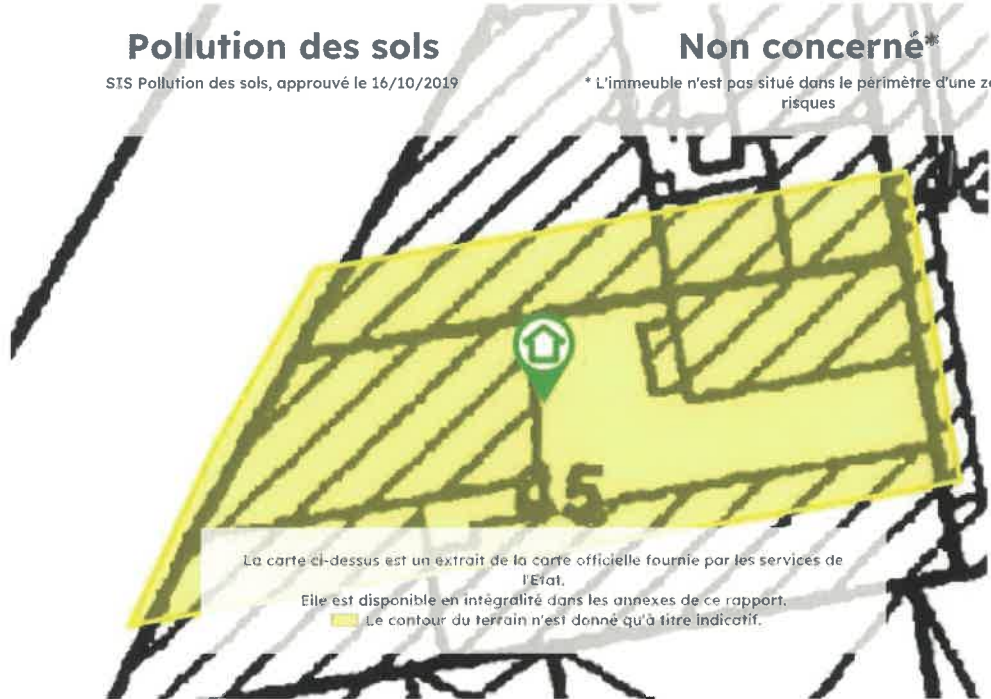 Pollution des sols
SIS Pollution des sols, approuvé le 16/10/2019
Non concerné*
* L'immeuble n'est pas situé dans le périmètre d'une
risques
La carte ci-dessus est un extrait de la carte officielle fournie par les services de
l'Etat.
Elle est disponible en intégralité dans les annexes de ce rapport.
Le contour du terrain n'est donné qu'à titre indicatif.
5